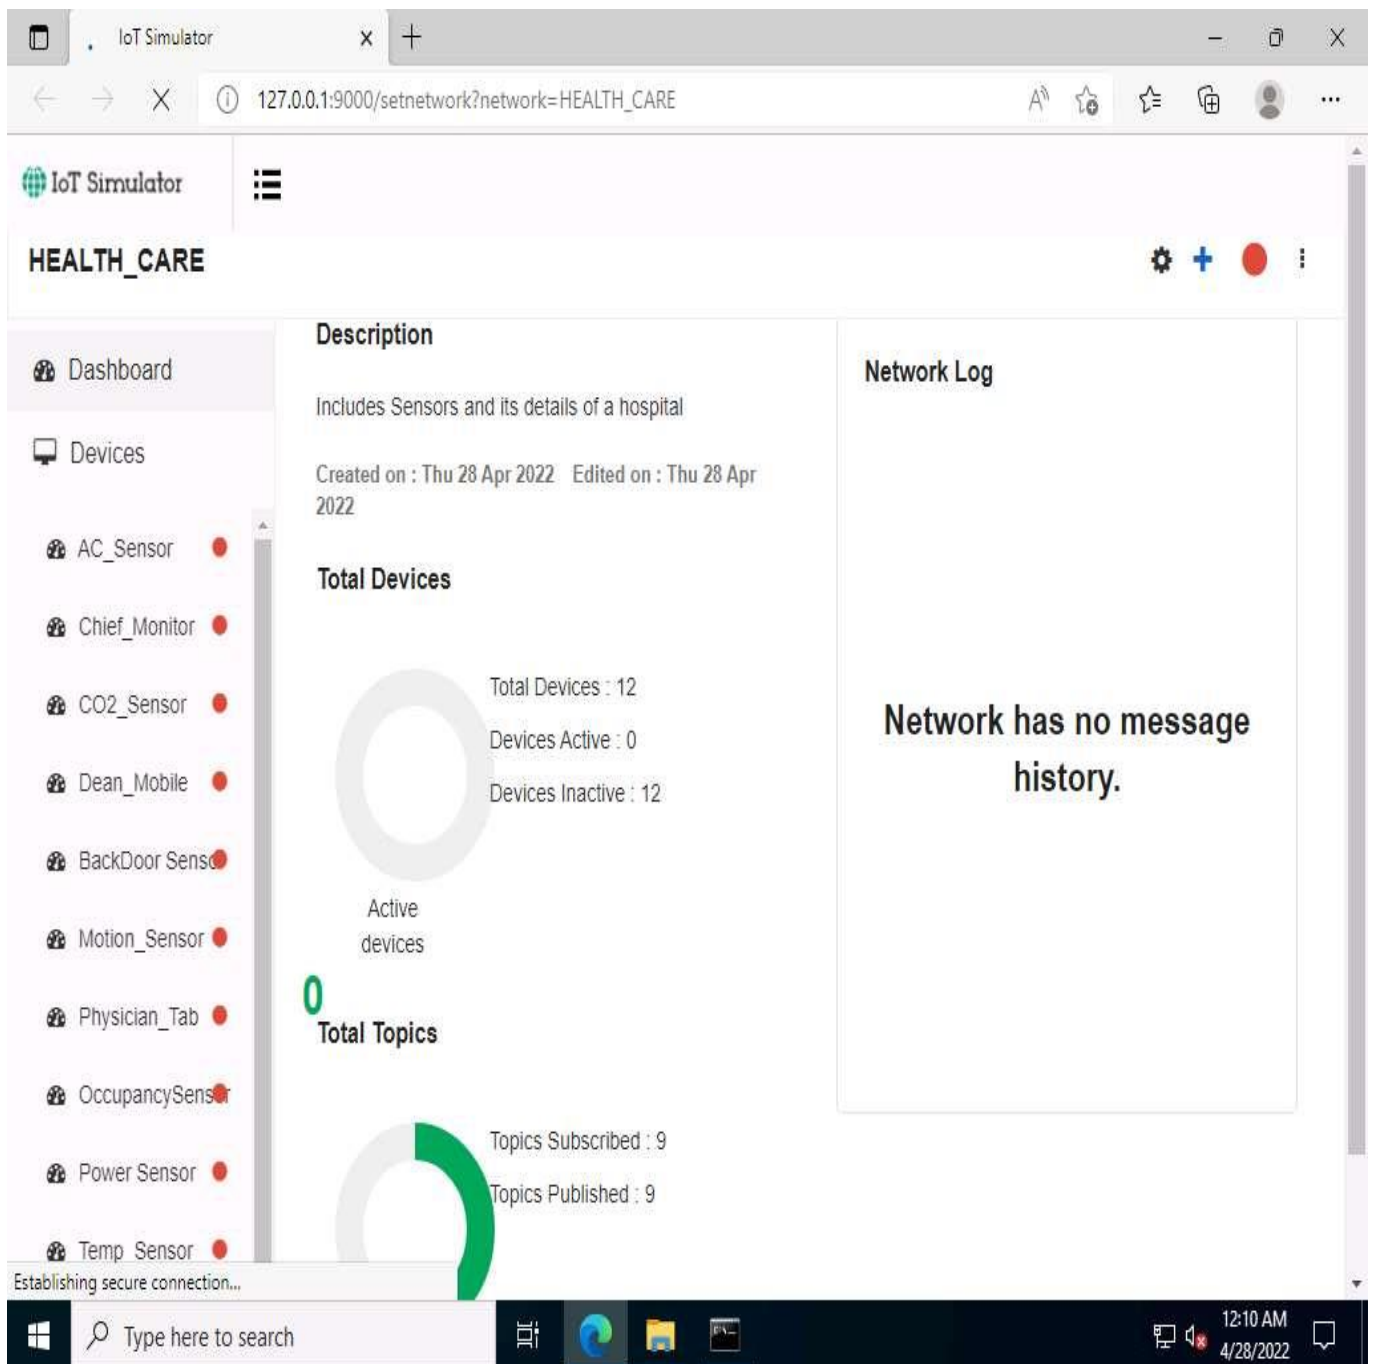 IoT Simulator
127.0.0.1:9000/setnetwork?network=HEALTH_CARE
IoT Simulator
HEALTH_CARE
Dashboard
Devices
AC_Sensor
Chief_Monitor
CO2_Sensor
Dean_Mobile
BackDoor Senso
Motion_Sensor
Physician_Tab
OccupancySensor
Power Sensor
Temp_Sensor
Description
Includes Sensors and its details of a hospital
Created on : Thu 28 Apr 2022 Edited on : Thu 28 Apr
2022
Total Devices
Total Devices : 12
Devices Active : 0
Devices Inactive : 12
Active
devices
0
Total Topics
Topics Subscribed : 9
Topics Published : 9
Network Log
Network has no message
history.
Establishing secure connection...
Type here to search
12:10 AM
4/28/2022